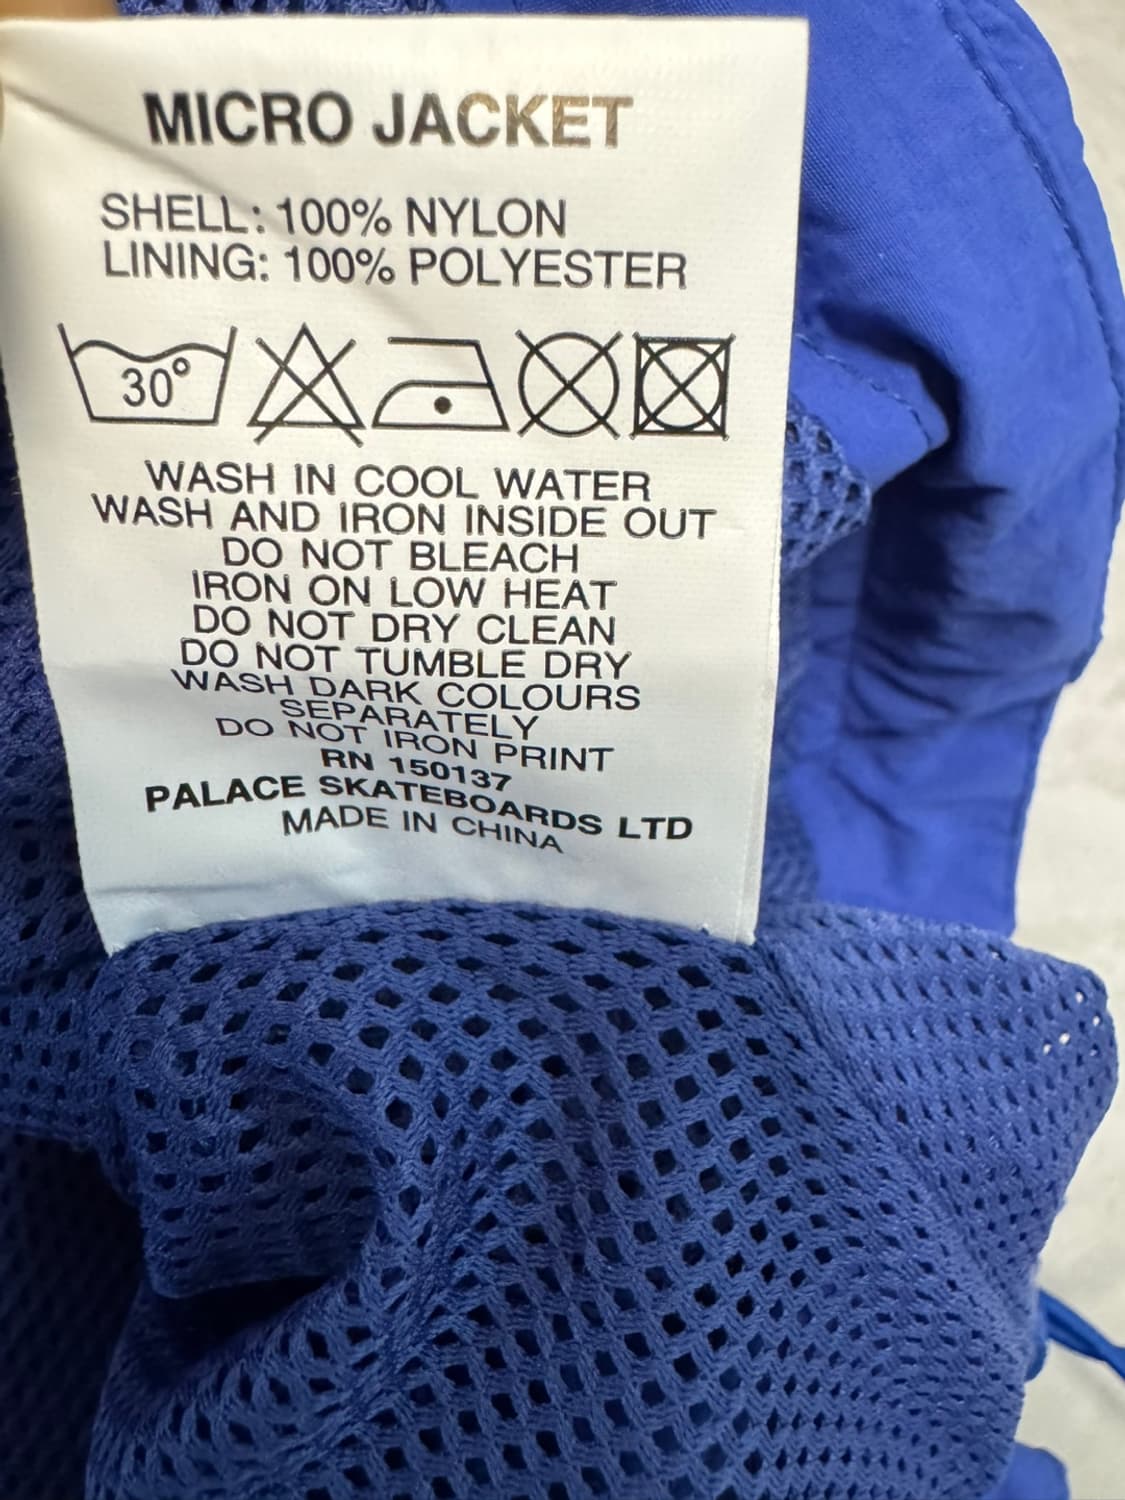 MICRO JACKET
SHELL: 100% NYLON
LINING: 100% POLYESTER
30°
WASH IN COOL WATER
WASH AND IRON INSIDE OUT
DO NOT BLEACH
IRON ON LOW HEAT
DO NOT DRY CLEAN
DO NOT TUMBLE DRY
WASH DARK COLOURS
SEPARATELY
DO NOT IRON PRINT
RN 150137
PALACE SKATEBOARDS LTD
MADE IN CHINA